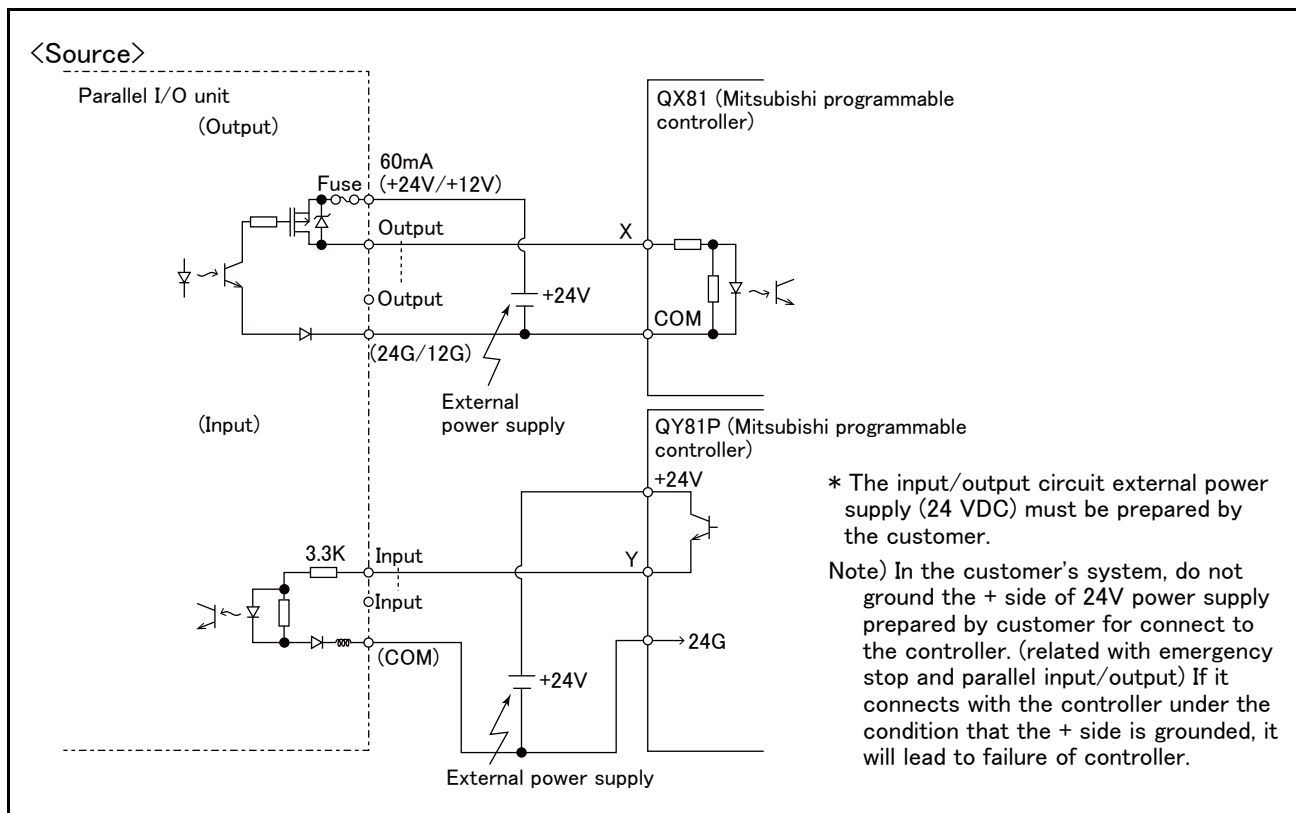 <Source>
Parallel I/O unit
(Output)
60mA
Fuse (+24V/+12V)
Output
Output
+24V
(24G/12G)
External
power supply
QX81 (Mitsubishi programmable
controller)
X
COM
(Input)
3.3K
Input
Input
(COM)
QY81P (Mitsubishi programmable
controller)
+24V
Y
24G
+24V
External power supply
* The input/output circuit external power
supply (24 VDC) must be prepared by
the customer.
Note) In the customer's system, do not
ground the + side of 24V power supply
prepared by customer for connect to
the controller. (related with emergency
stop and parallel input/output) If it
connects with the controller under the
condition that the + side is grounded, it
will lead to failure of controller.